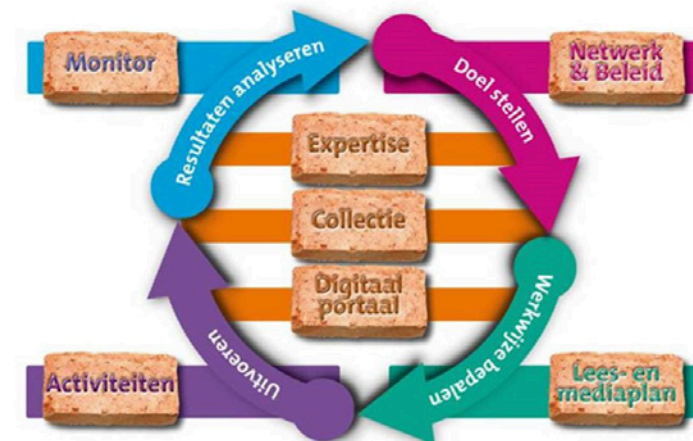 Monitor
Resultaten analyseren
Doel stellen
Netwerk
& Beleid
Expertise
Collectie
Digitaal
portaal
Werkwijze bepalen
Uitvoeren
Activiteiten
Lees- en
mediaplan